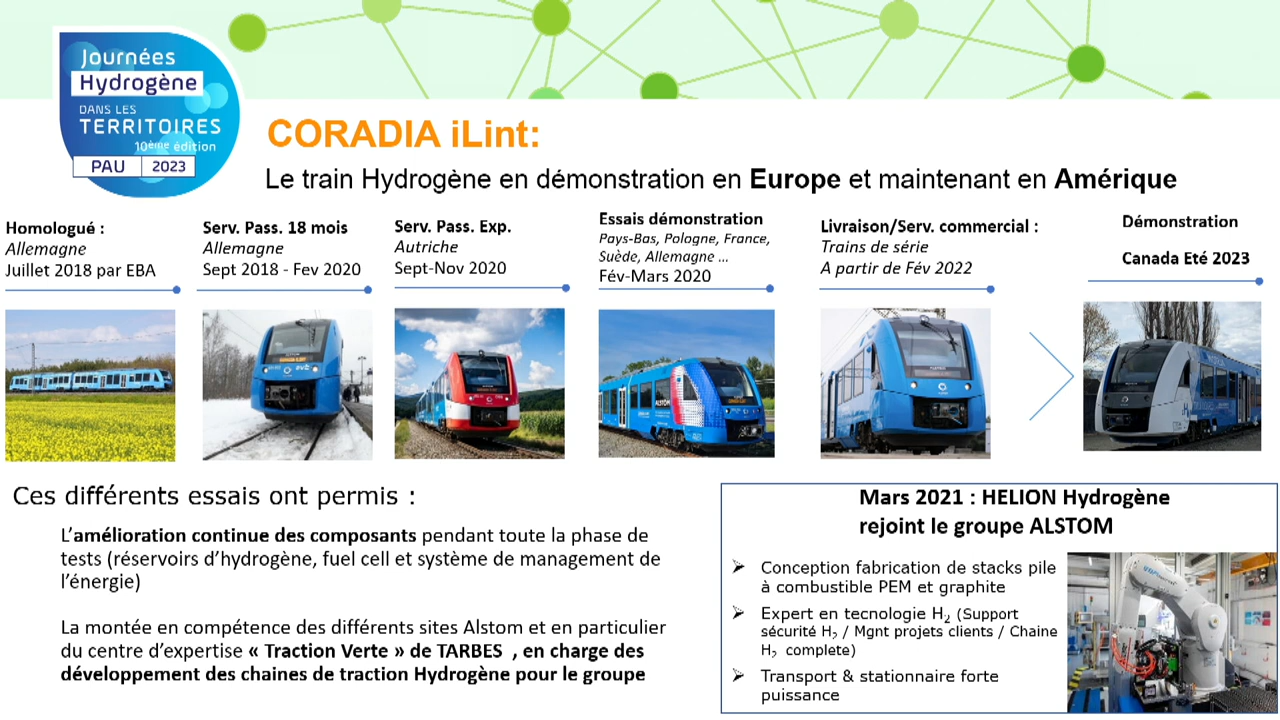 Journées
Hydrogène
DANS LES
TERRITOIRES
10ème édition
PAU 2023
CORADIA iLint:
Le train Hydrogène en démonstration en Europe et maintenant en Amérique
Homologué :
Allemagne
Juillet 2018 par EBA
Serv. Pass. 18 mois
Allemagne
Sept 2018 - Fev 2020
Serv. Pass. Exp.
Autriche
Sept-Nov 2020
Essais démonstration
Pays-Bas, Pologne, France,
Suède, Allemagne ...
Fév-Mars 2020
Livraison/Serv. commercial :
Trains de série
A partir de Fév 2022
Démonstration
Canada Eté 2023
ALSTOM
Ces différents essais ont permis :
L’amélioration continue des composants pendant toute la phase de
tests (réservoirs d’hydrogène, fuel cell et système de management de
l’énergie)
La montée en compétence des différents sites Alstom et en particulier
du centre d’expertise « Traction Verte » de TARBES , en charge des
développement des chaines de traction Hydrogène pour le groupe
Mars 2021 : HELION Hydrogène
rejoint le groupe ALSTOM
Conception fabrication de stacks pile
à combustible PEM et graphite
Expert en tecnologie H₂ (Support
sécurité H₂ / Mgnt projets clients / Chaine
H₂ complete)
Transport & stationnaire forte
puissance